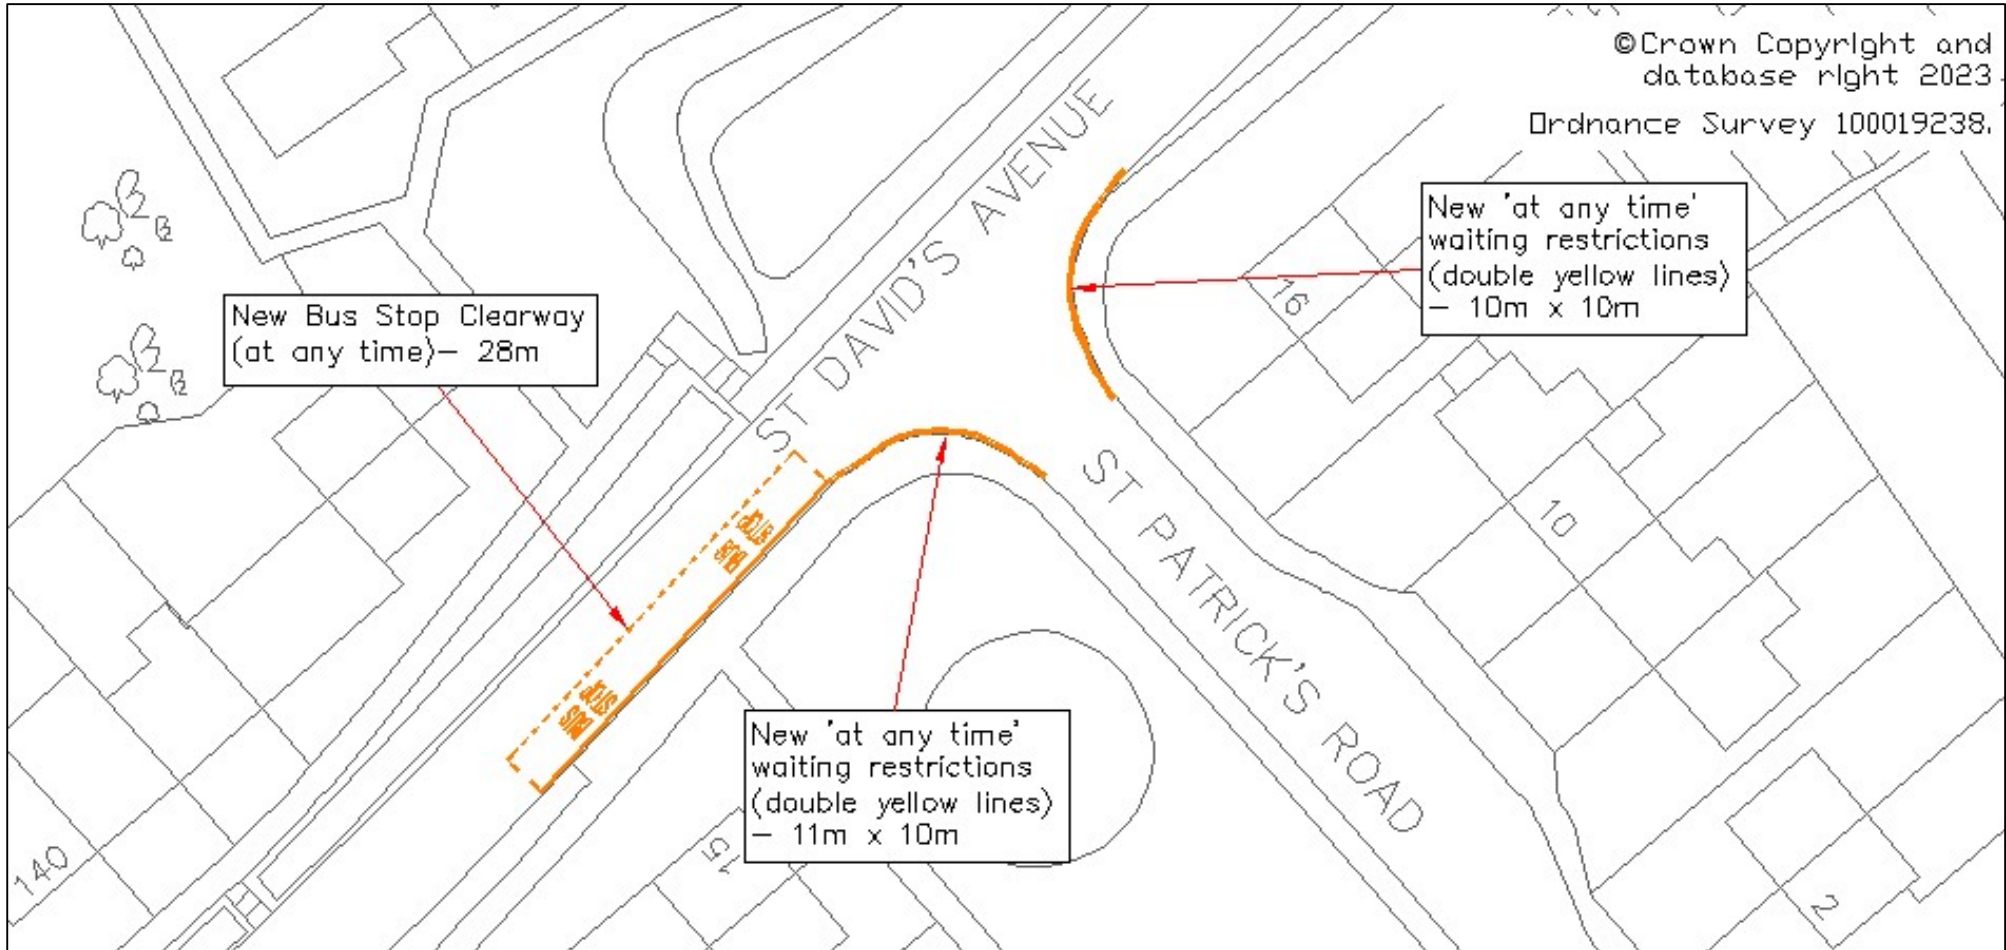 ©Crown Copyright and
database right 2023
Ordnance Survey 100019238.
ST DAVID'S AVENUE
New 'at any time'
waiting restrictions
(double yellow lines)
– 10m x 10m
16
New Bus Stop Clearway
(at any time)– 28m
ST PATRICK'S ROAD
10
BUS
STOP
BUS
STOP
New 'at any time'
waiting restrictions
(double yellow lines)
– 11m x 10m
15
140
2